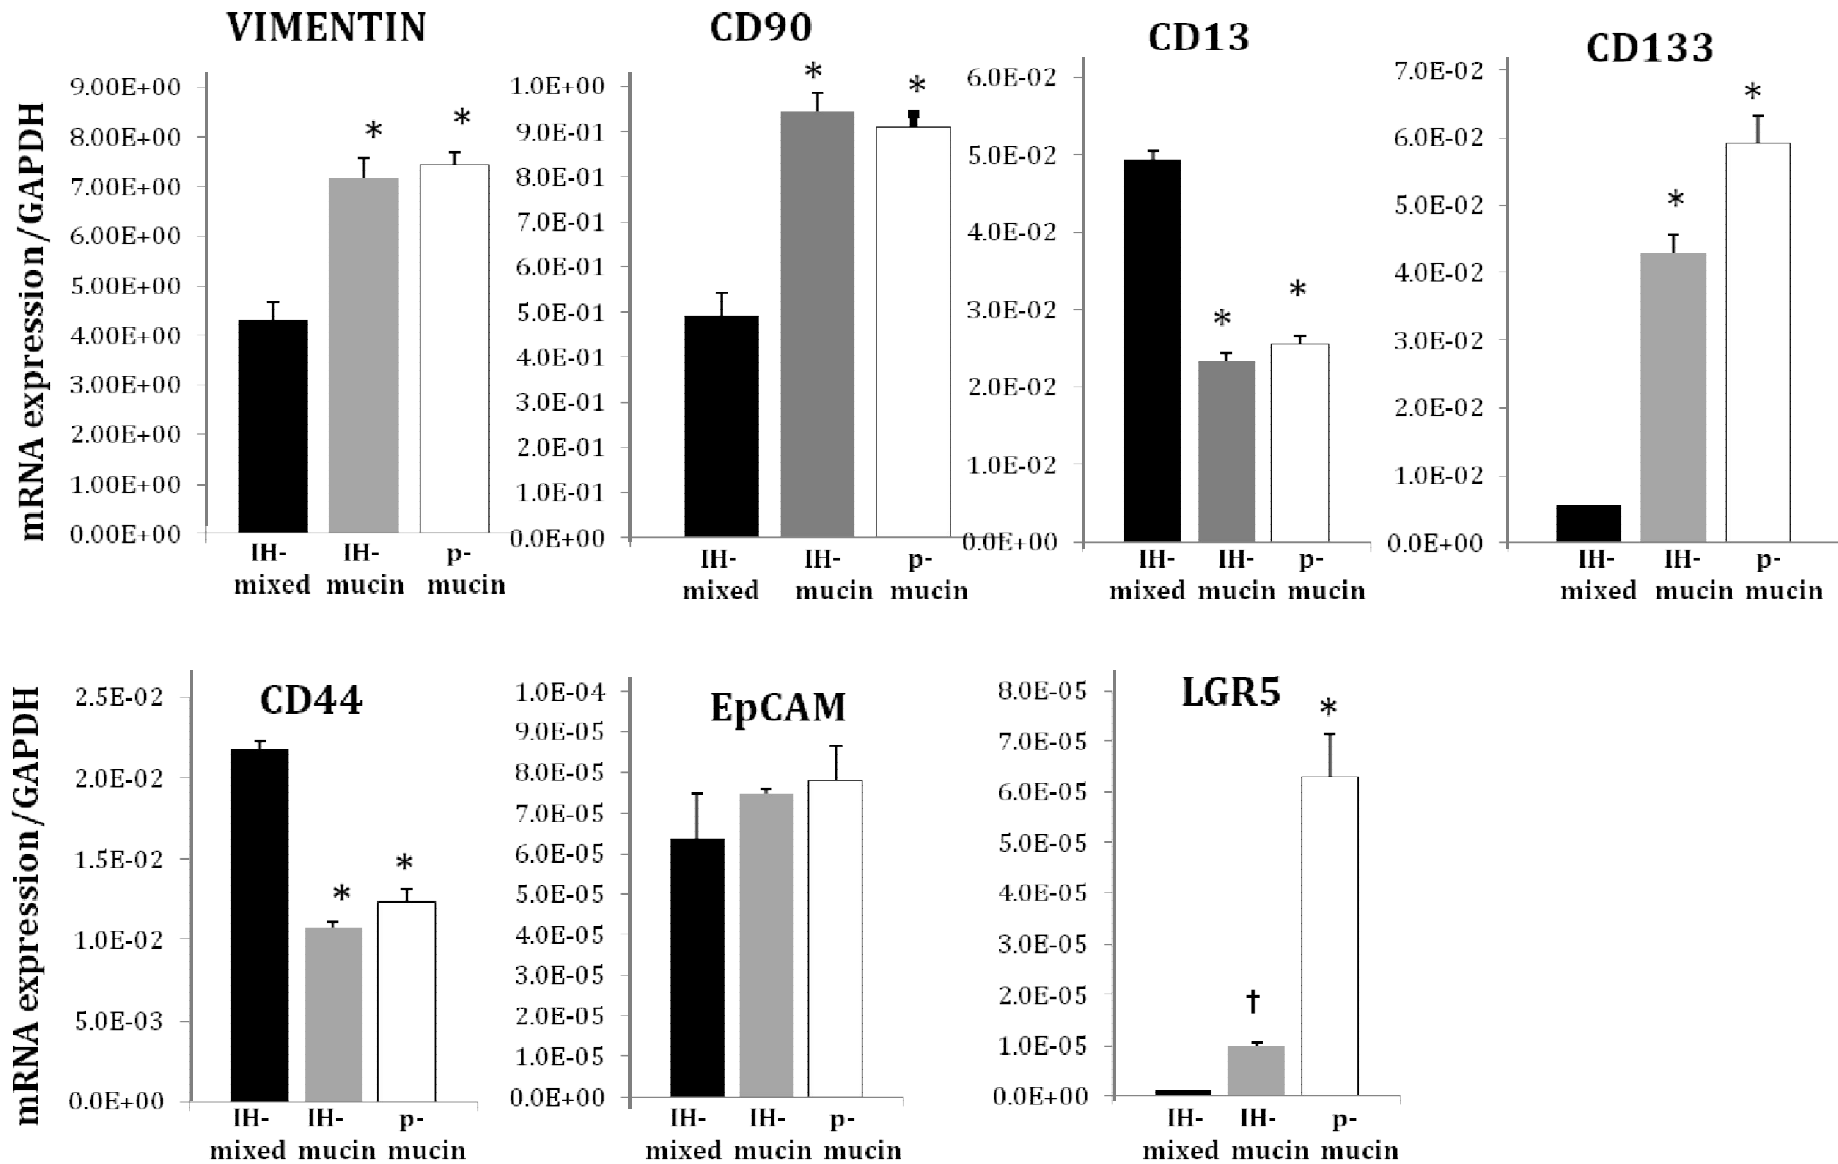 VIMENTIN
CD90
CD13
CD133
mRNA expression/GAPDH
9.00E+00
8.00E+00
7.00E+00
6.00E+00
5.00E+00
4.00E+00
3.00E+00
2.00E+00
1.00E+00
0.00E+00
* *
IH-mixed
IH-mucin
p-mucin
1.0E+00
9.0E-01
8.0E-01
7.0E-01
6.0E-01
5.0E-01
4.0E-01
3.0E-01
2.0E-01
1.0E-01
0.0E+00
* *
IH-mixed
IH-mucin
p-mucin
6.0E-02
5.0E-02
4.0E-02
3.0E-02
2.0E-02
1.0E-02
0.0E+00
* *
IH-mixed
IH-mucin
p-mucin
7.0E-02
6.0E-02
5.0E-02
4.0E-02
3.0E-02
2.0E-02
1.0E-02
0.0E+00
* *
IH-mixed
IH-mucin
p-mucin
mRNA expression/GAPDH
CD44
2.5E-02
2.0E-02
1.5E-02
1.0E-02
5.0E-03
0.0E+00
* *
IH-mixed
IH-mucin
p-mucin
EpCAM
1.0E-04
9.0E-05
8.0E-05
7.0E-05
6.0E-05
5.0E-05
4.0E-05
3.0E-05
2.0E-05
1.0E-05
0.0E+00
IH-mixed
IH-mucin
p-mucin
LGR5
8.0E-05
7.0E-05
6.0E-05
5.0E-05
4.0E-05
3.0E-05
2.0E-05
1.0E-05
0.0E+00
† *
IH-mixed
IH-mucin
p-mucin